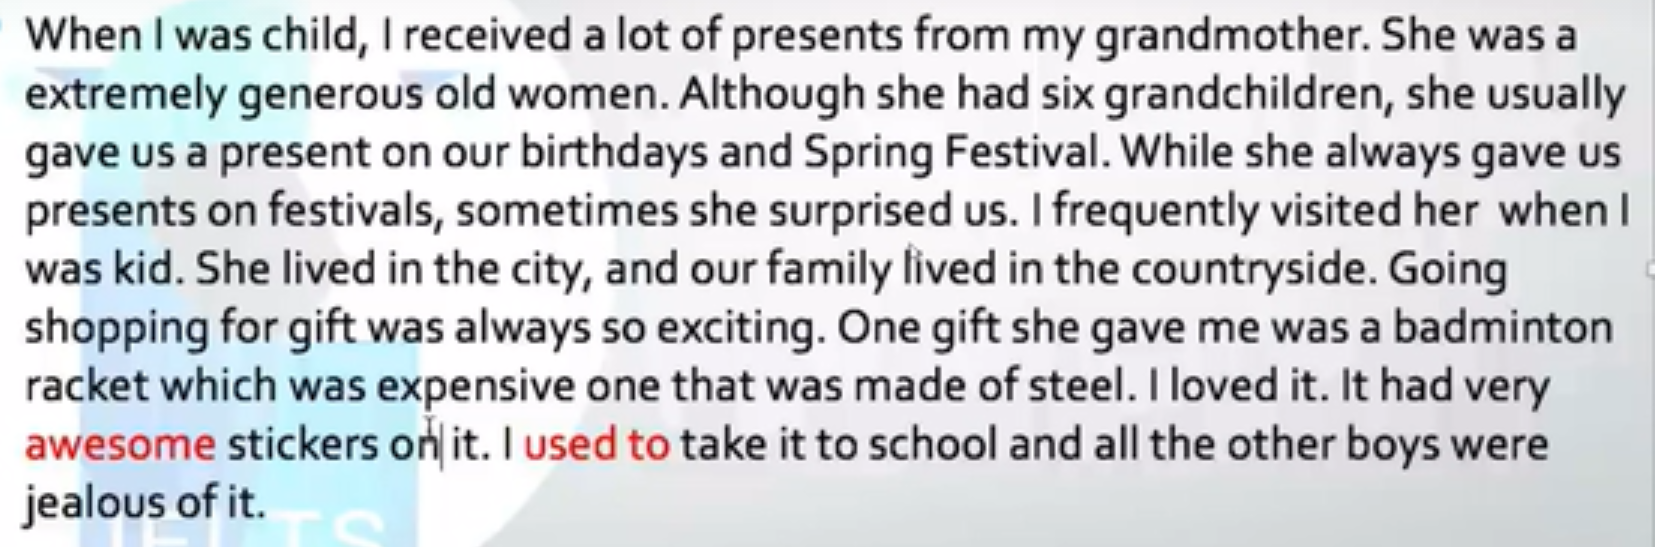 When I was child, I received a lot of presents from my grandmother. She was a
extremely generous old women. Although she had six grandchildren, she usually
gave us a present on our birthdays and Spring Festival. While she always gave us
presents on festivals, sometimes she surprised us. I frequently visited her when I
was kid. She lived in the city, and our family lived in the countryside. Going
shopping for gift was always so exciting. One gift she gave me was a badminton
racket which was expensive one that was made of steel. I loved it. It had very
awesome stickers on it. I used to take it to school and all the other boys were
jealous of it.
IELTS